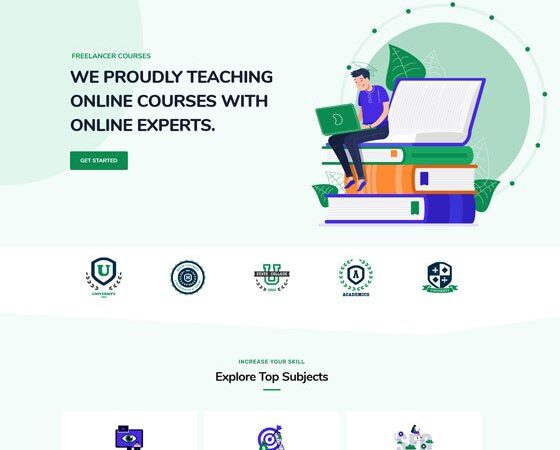 FREELANCER COURSES
WE PROUDLY TEACHING
ONLINE COURSES WITH
ONLINE EXPERTS.
GET STARTED
U
UNIVERSITY
U
STATE COLLEGE
A
ACADEMICS
INCREASE YOUR SKILL
Explore Top Subjects